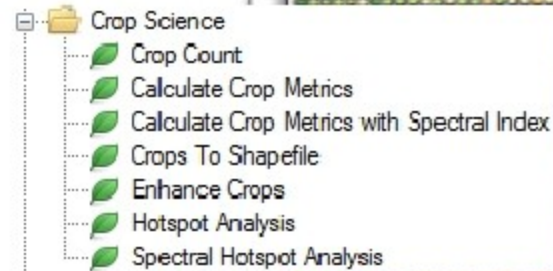 Crop Science
Crop Count
Calculate Crop Metrics
Calculate Crop Metrics with Spectral Index
Crops To Shapefile
Enhance Crops
Hotspot Analysis
Spectral Hotspot Analysis